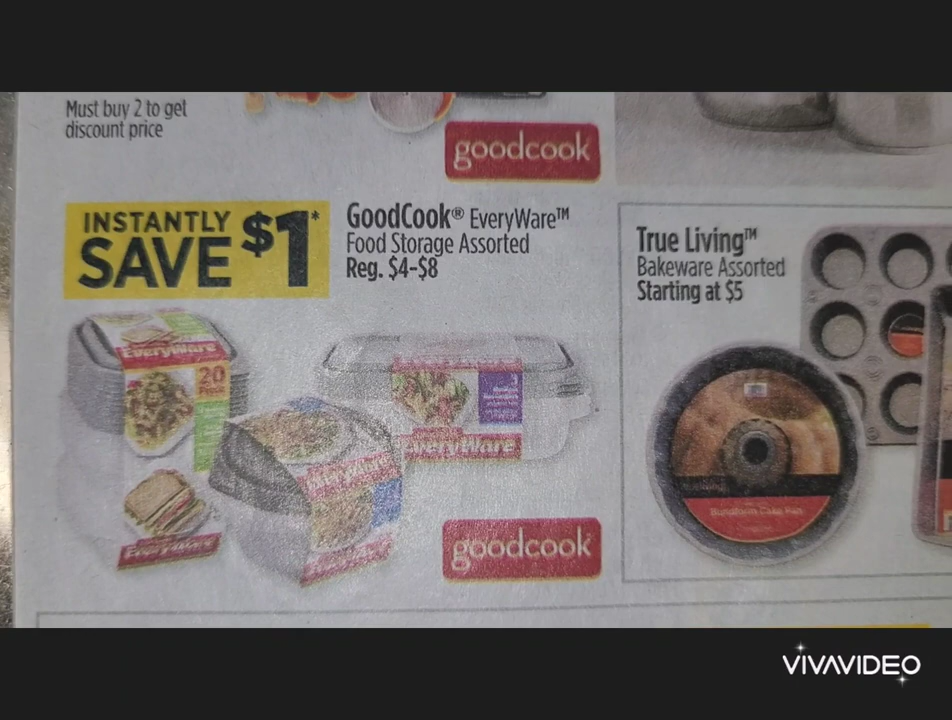 Must buy 2 to get
discount price
goodcook
INSTANTLY
SAVE $1*
GoodCook® EveryWare™
Food Storage Assorted
Reg. $4-$8
True Living™
Bakeware Assorted
Starting at $5
EveryWare
20
EveryWare
EveryWare
EveryWare
goodcook
Cake Pan
VIVAVIDEO